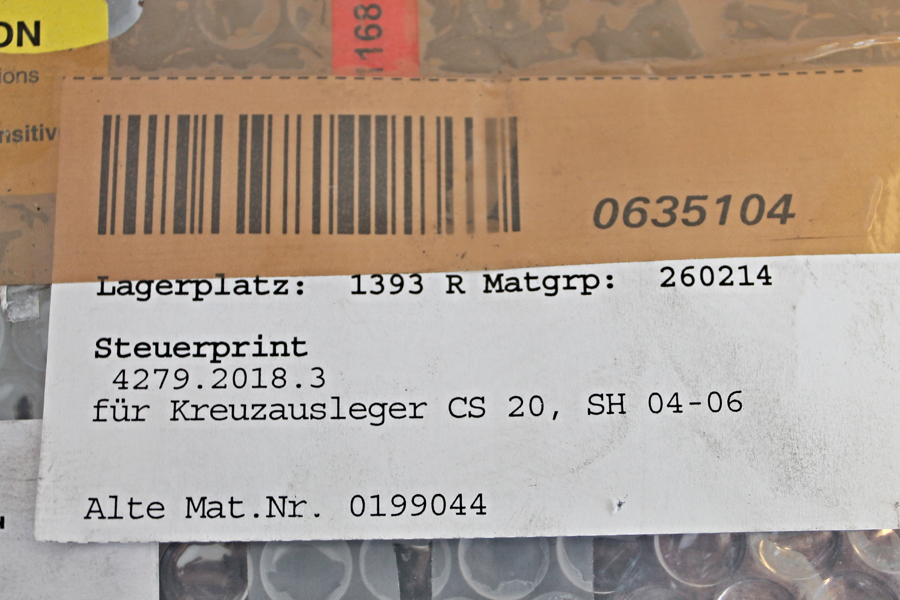 ON
ions
nsitiv
1168
0635104
Lagerplatz: 1393 R Matgrp: 260214
Steuerprint
4279.2018.3
für Kreuzausleger CS 20, SH 04-06
Alte Mat.Nr. 0199044